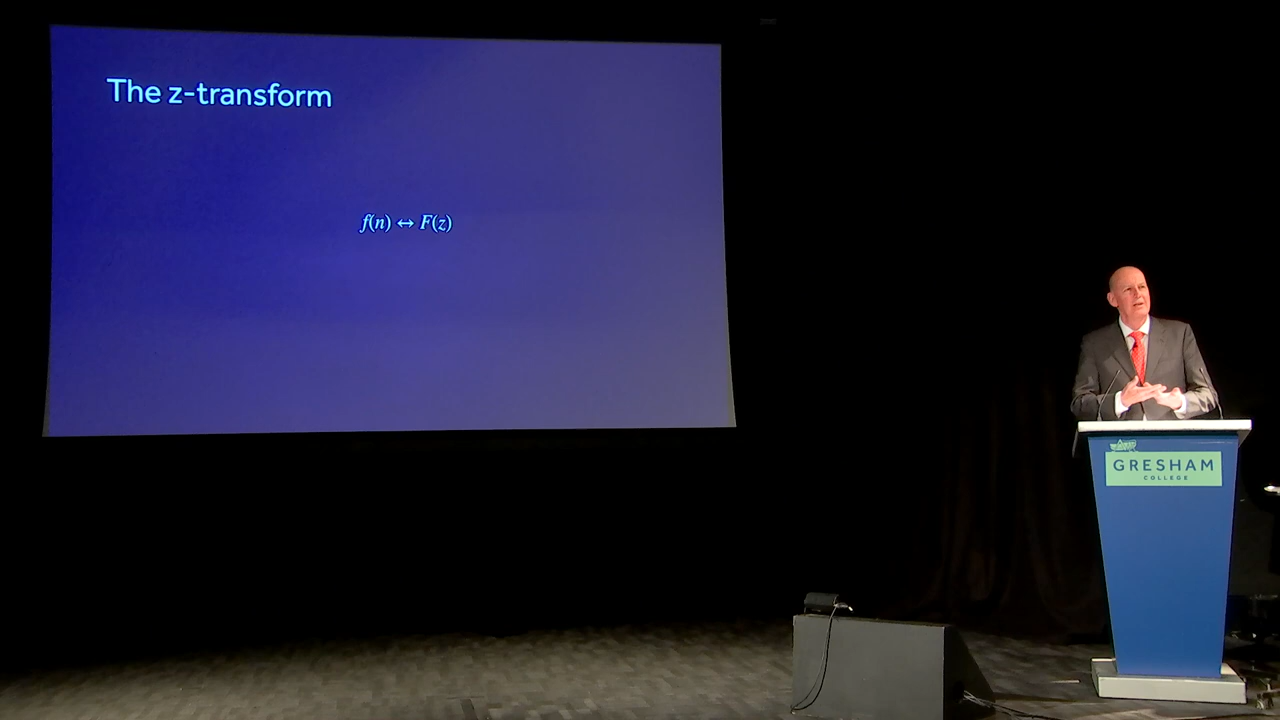 The z-transform
f(n) ↔ F(z)
GRESHAM
COLLEGE